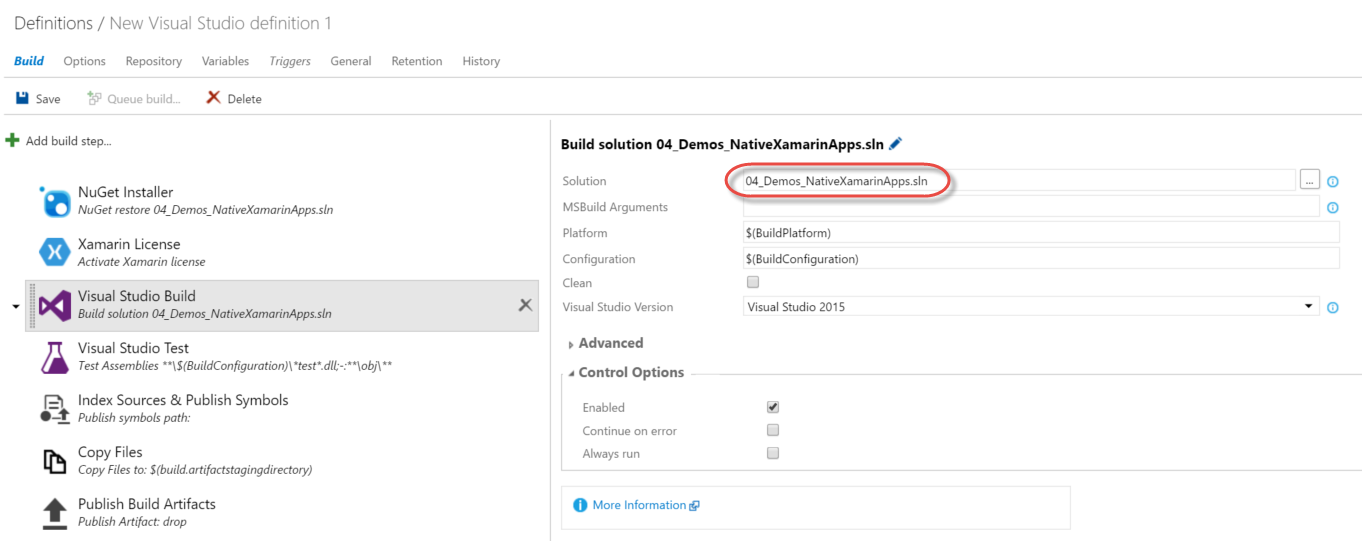 Definitions / New Visual Studio definition 1
Build Options Repository Variables Triggers General Retention History
Save Queue build... Delete
Add build step...
NuGet Installer
NuGet restore 04_Demos_NativeXamarinApps.sln
Xamarin License
Activate Xamarin license
Visual Studio Build
Build solution 04_Demos_NativeXamarinApps.sln
Visual Studio Test
Test Assemblies **\$(BuildConfiguration)\*test*.dll;-:**\obj\**
Index Sources & Publish Symbols
Publish symbols path:
Copy Files
Copy Files to: $(build.artifactstagingdirectory)
Publish Build Artifacts
Publish Artifact: drop
Build solution 04_Demos_NativeXamarinApps.sln
Solution 04_Demos_NativeXamarinApps.sln ...
MSBuild Arguments
Platform $(BuildPlatform)
Configuration $(BuildConfiguration)
Clean
Visual Studio Version Visual Studio 2015
Advanced
Control Options
Enabled
Continue on error
Always run
More Information